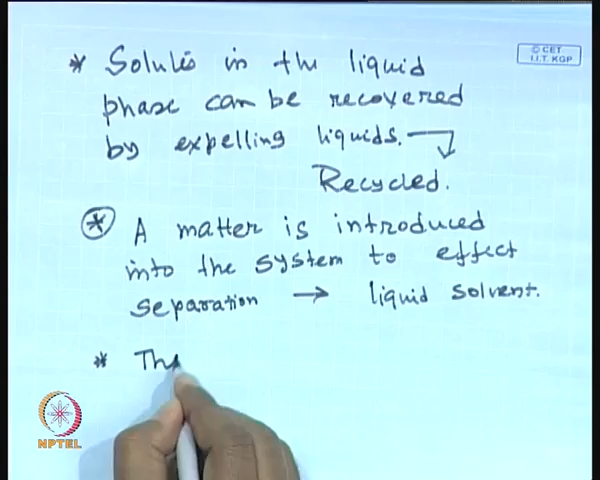 * Solutes in the liquid
phase can be recovered
by expelling liquids. →
Recycled.
* A matter is introduced
into the system to effect
separation → liquid solvent.
* The
© CET
I.I.T. KGP
NPTEL